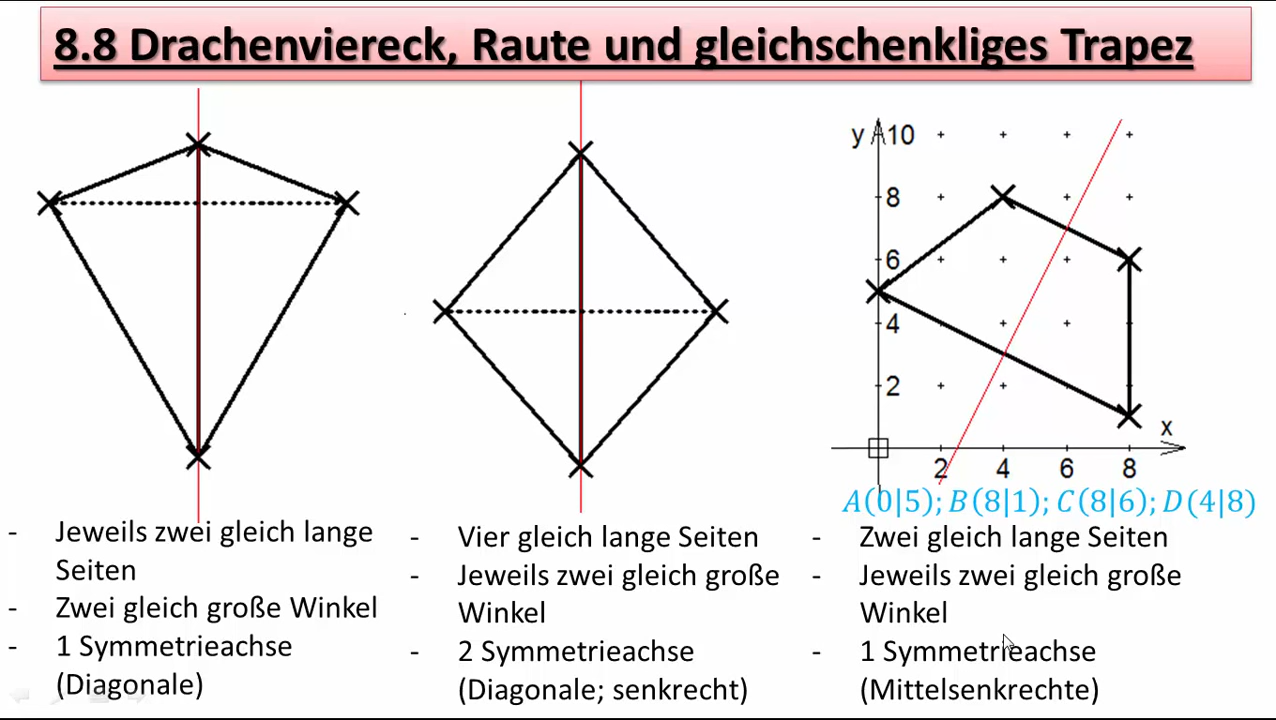 8.8 Drachenviereck, Raute und gleichschenkliges Trapez
y 10
8
6
4
2
x
2 4 6 8
A(0|5); B(8|1); C(8|6); D(4|8)
- Jeweils zwei gleich lange
Seiten
- Zwei gleich große Winkel
- 1 Symmetrieachse
(Diagonale)
- Vier gleich lange Seiten
- Jeweils zwei gleich große
Winkel
- 2 Symmetrieachse
(Diagonale; senkrecht)
- Zwei gleich lange Seiten
- Jeweils zwei gleich große
Winkel
- 1 Symmetrieachse
(Mittelsenkrechte)